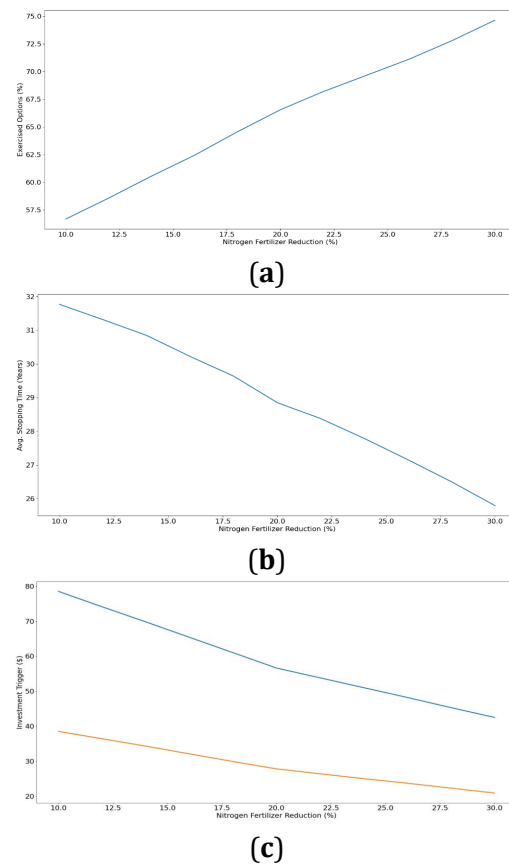 75.0
72.5
70.0
67.5
65.0
62.5
60.0
57.5
Exercised Options (%)
10.0 12.5 15.0 17.5 20.0 22.5 25.0 27.5 30.0
Nitrogen Fertilizer Reduction (%)
(a)
32
31
30
29
28
27
26
Avg. Stopping Time (Years)
10.0 12.5 15.0 17.5 20.0 22.5 25.0 27.5 30.0
Nitrogen Fertilizer Reduction (%)
(b)
80
70
60
50
40
30
20
Investment Trigger ($)
10.0 12.5 15.0 17.5 20.0 22.5 25.0 27.5 30.0
Nitrogen Fertilizer Reduction (%)
(c)